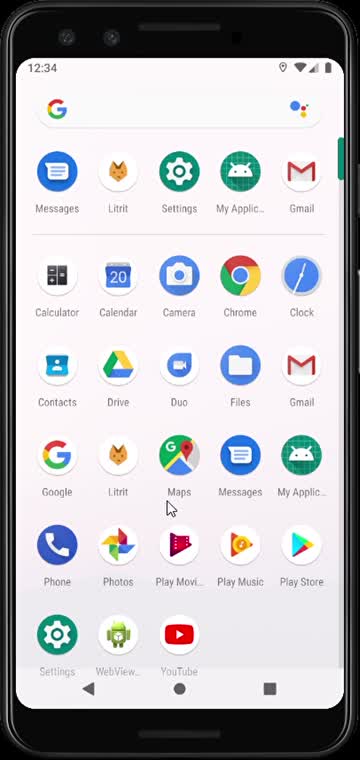 12:34
Messages
Litrit
Settings
My Applic...
Gmail
Calculator
Calendar
20
Camera
Chrome
Clock
Contacts
Drive
Duo
Files
Gmail
Google
Litrit
Maps
Messages
My Applic...
Phone
Photos
Play Movi...
Play Music
Play Store
Settings
WebView...
YouTube